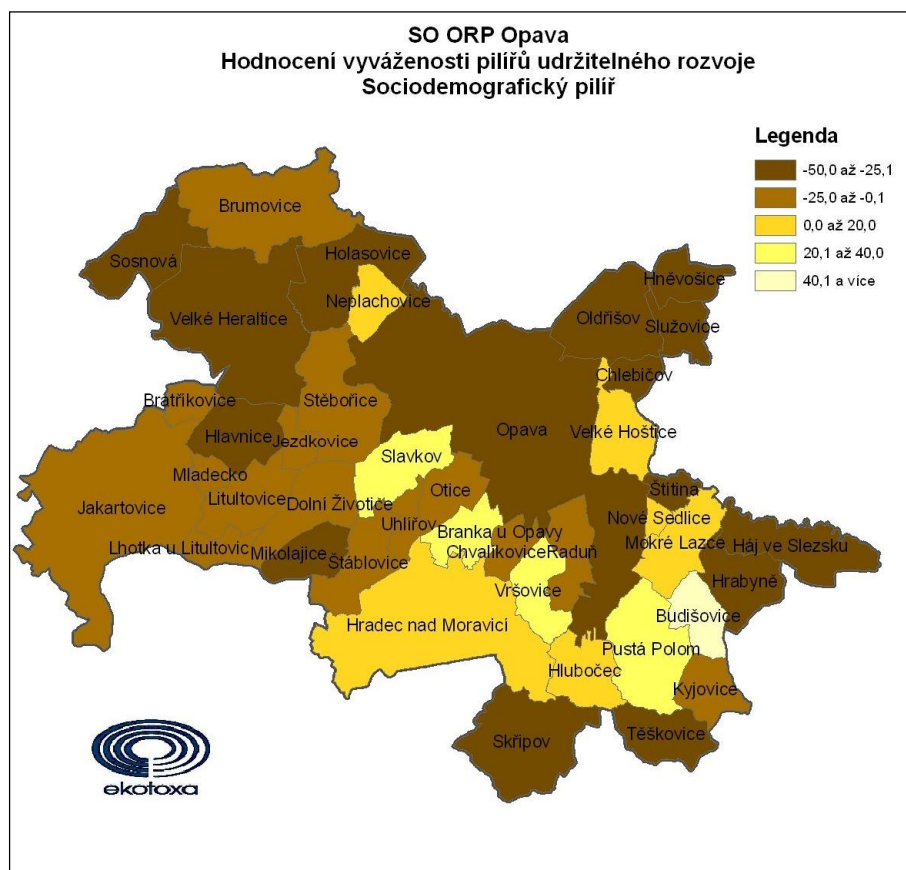 SO ORP Opava
Hodnocení vyváženosti pilířů udržitelného rozvoje
Sociodemografický pilíř
Legenda
-50,0 až -25,1
-25,0 až -0,1
0,0 až 20,0
20,1 až 40,0
40,1 a více
Brumovice
Sosnová
Holasovice
Hněvošice
Neplachovice
Velké Heraltice
Oldřišov
Služovice
Chlebičov
Bratříkovice
Stěbořice
Hlavnice
Jezdkovice
Opava
Velké Hoštice
Slavkov
Mladecko
Otice
Štítina
Jakartovice
Litultovice
Dolní Životice
Nové Sedlice
Uhlířov
Branka u Opavy
Mokré Lazce
Háj ve Slezsku
Lhotka u Litultovic
Mikolajice
Štáblovice
Chvalíkovice
Raduň
Hrabyně
Vršovice
Budišovice
Hradec nad Moravicí
Pustá Polom
Hlubočec
Kyjovice
Skřipov
Těškovice
ekotoxa